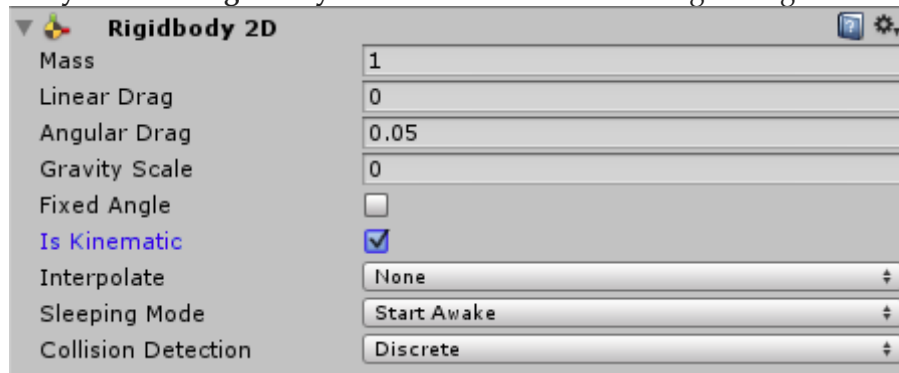 Rigidbody 2D
Mass 1
Linear Drag 0
Angular Drag 0.05
Gravity Scale 0
Fixed Angle
Is Kinematic
Interpolate None
Sleeping Mode Start Awake
Collision Detection Discrete